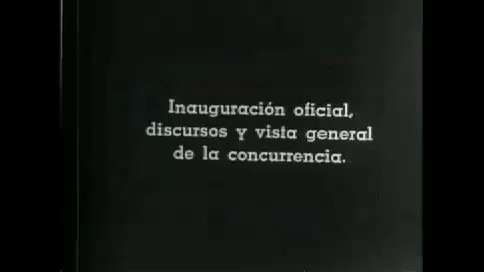 Inauguración oficial,
discursos y vista general
de la concurrencia.